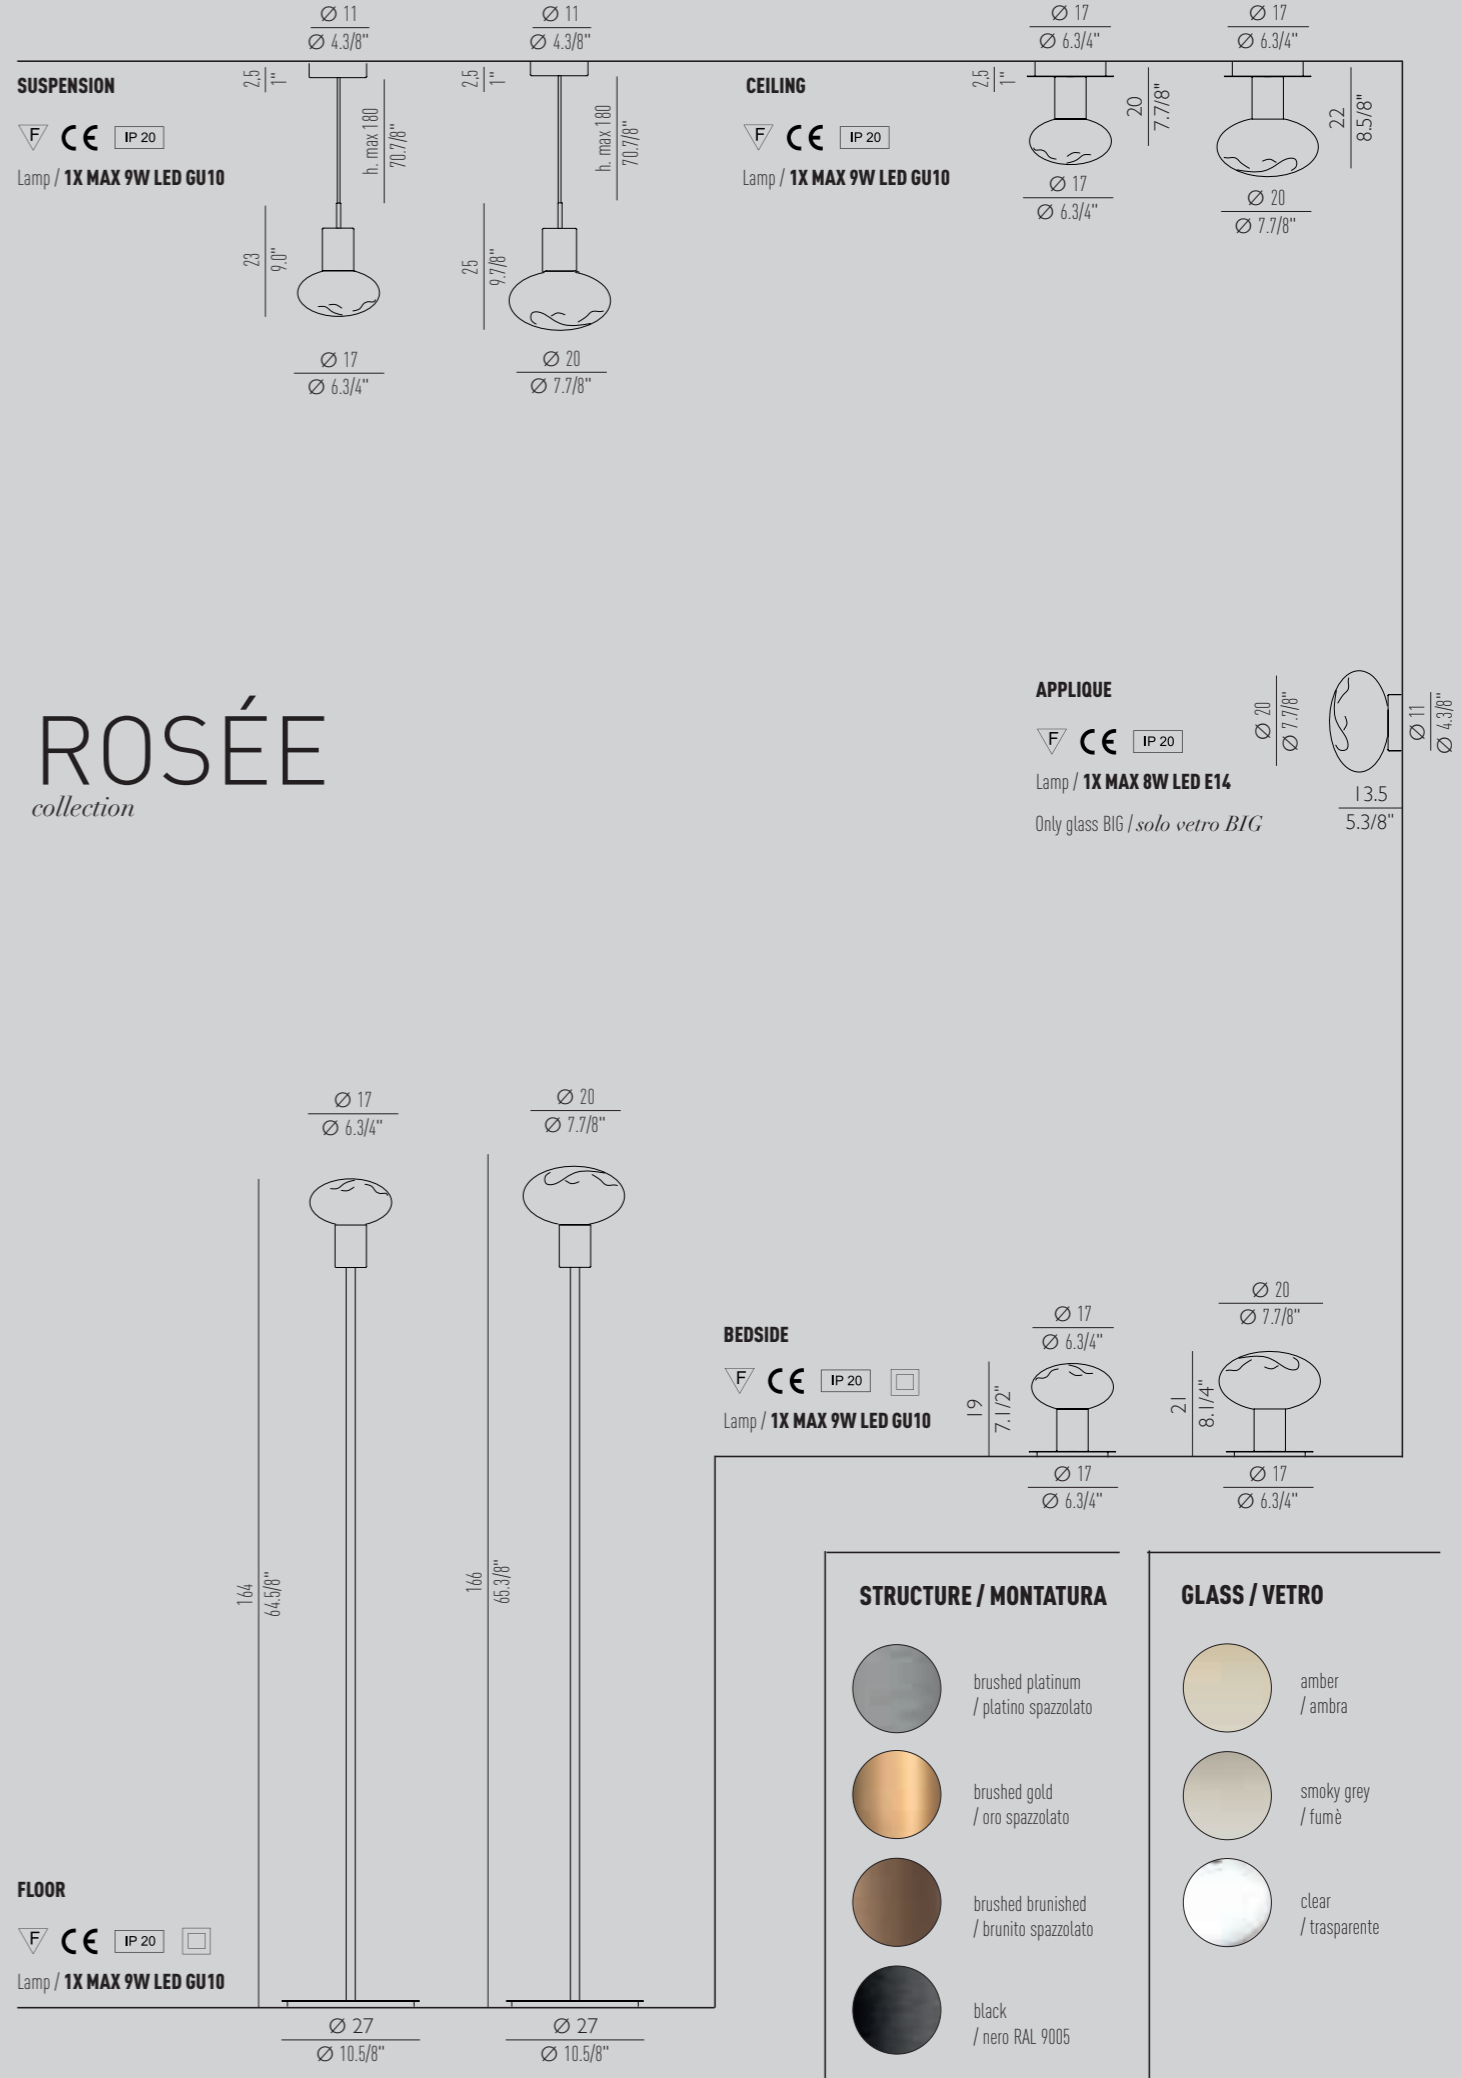 Ø 11
Ø 4.3/8"
Ø 11
Ø 4.3/8"
Ø 17
Ø 6.3/4"
Ø 17
Ø 6.3/4"
SUSPENSION
F CE IP 20
Lamp / 1X MAX 9W LED GU10
2,5
1"
h. max 180
70.7/8"
23
9.0"
Ø 17
Ø 6.3/4"
2,5
1"
h. max 180
70.7/8"
25
9.7/8"
Ø 20
Ø 7.7/8"
CEILING
F CE IP 20
Lamp / 1X MAX 9W LED GU10
2,5
1"
20
7.7/8"
Ø 17
Ø 6.3/4"
22
8.5/8"
Ø 20
Ø 7.7/8"
ROSÉE
collection
APPLIQUE
F CE IP 20
Lamp / 1X MAX 8W LED E14
Only glass BIG / solo vetro BIG
Ø 20
Ø 7.7/8"
Ø 11
Ø 4.3/8"
13.5
5.3/8"
Ø 17
Ø 6.3/4"
Ø 20
Ø 7.7/8"
164
64.5/8"
166
65.3/8"
FLOOR
F CE IP 20
Lamp / 1X MAX 9W LED GU10
Ø 27
Ø 10.5/8"
Ø 27
Ø 10.5/8"
BEDSIDE
F CE IP 20
Lamp / 1X MAX 9W LED GU10
Ø 17
Ø 6.3/4"
19
7.1/2"
Ø 17
Ø 6.3/4"
Ø 20
Ø 7.7/8"
21
8.1/4"
Ø 17
Ø 6.3/4"
STRUCTURE / MONTATURA
brushed platinum
/ platino spazzolato
brushed gold
/ oro spazzolato
brushed brunished
/ brunito spazzolato
black
/ nero RAL 9005
GLASS / VETRO
amber
/ ambra
smoky grey
/ fumè
clear
/ trasparente